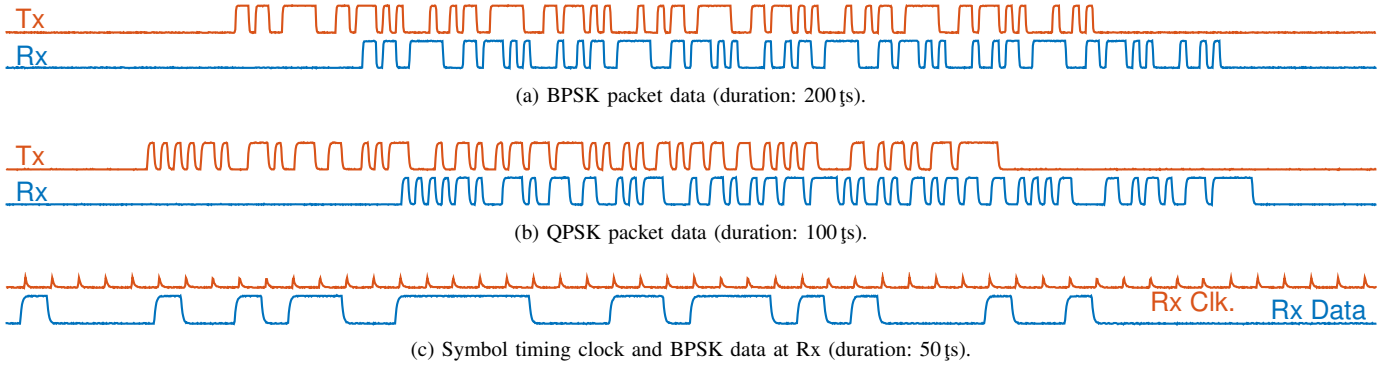 Tx
Rx
(a) BPSK packet data (duration: 200 ţs).
Tx
Rx
(b) QPSK packet data (duration: 100 ţs).
Rx Clk.
Rx Data
(c) Symbol timing clock and BPSK data at Rx (duration: 50 ţs).